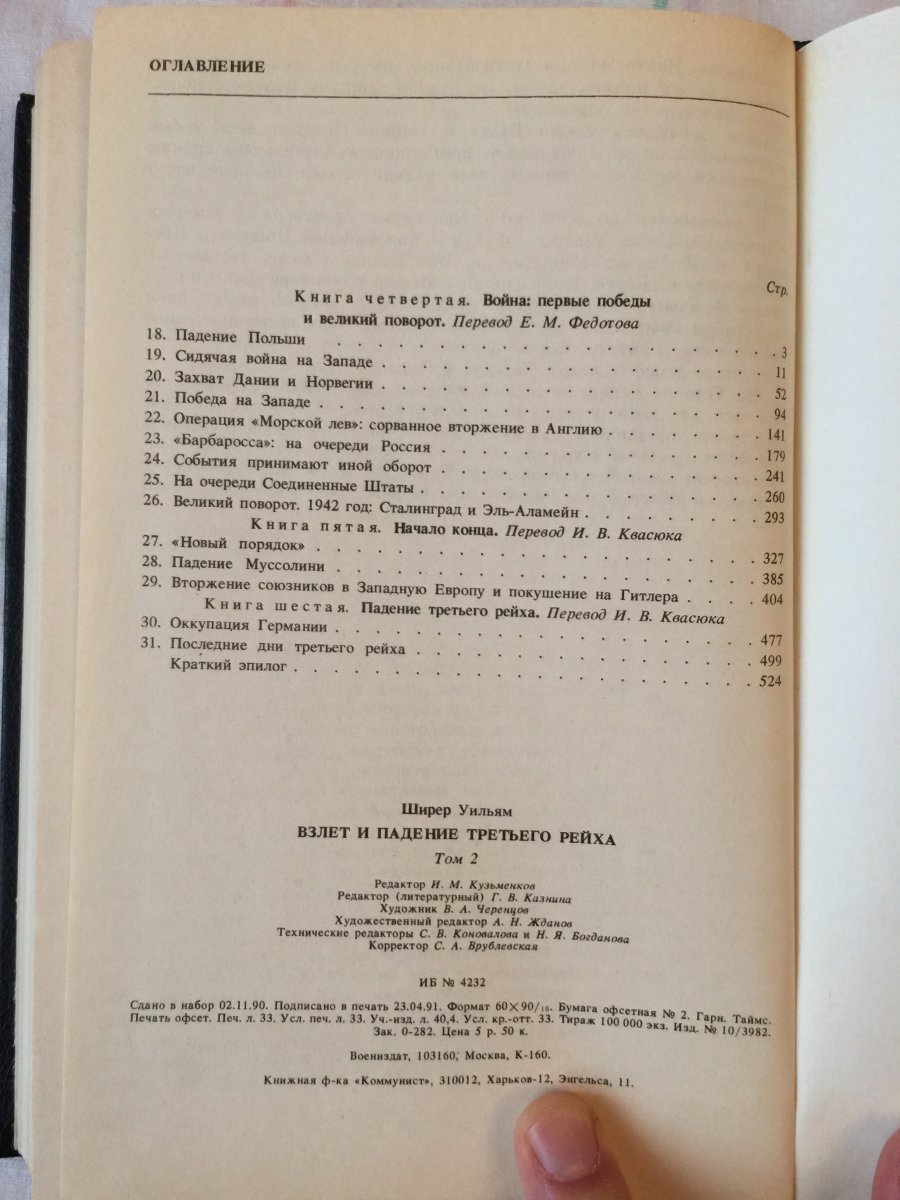 ОГЛАВЛЕНИЕ
Стр.
Книга четвертая. Война: первые победы
и великий поворот. Перевод Е. М. Федотова
18. Падение Польши . . . . . . . . . . . . . . . . . . . . 3
19. Сидячая война на Западе . . . . . . . . . . . . . . . . . . 11
20. Захват Дании и Норвегии . . . . . . . . . . . . . . . . . . 52
21. Победа на Западе . . . . . . . . . . . . . . . . . . . . . 94
22. Операция «Морской лев»: сорванное вторжение в Англию . . . . . . . 141
23. «Барбаросса»: на очереди Россия . . . . . . . . . . . . . . . 179
24. События принимают иной оборот . . . . . . . . . . . . . . . 241
25. На очереди Соединенные Штаты . . . . . . . . . . . . . . . 260
26. Великий поворот. 1942 год: Сталинград и Эль-Аламейн . . . . . . . . 293
Книга пятая. Начало конца. Перевод И. В. Квасюка
27. «Новый порядок» . . . . . . . . . . . . . . . . . . . . . 327
28. Падение Муссолини . . . . . . . . . . . . . . . . . . . . 385
29. Вторжение союзников в Западную Европу и покушение на Гитлера . . . . 404
Книга шестая. Падение третьего рейха. Перевод И. В. Квасюка
30. Оккупация Германии . . . . . . . . . . . . . . . . . . . . 477
31. Последние дни третьего рейха . . . . . . . . . . . . . . . . 499
Краткий эпилог . . . . . . . . . . . . . . . . . . . . . . 524
Ширер Уильям
ВЗЛЕТ И ПАДЕНИЕ ТРЕТЬЕГО РЕЙХА
Том 2
Редактор И. М. Кузьменков
Редактор (литературный) Г. В. Казнина
Художник В. А. Черенцов
Художественный редактор А. Н. Жданов
Технические редакторы С. В. Коновалова и Н. Я. Богданова
Корректор С. А. Врублевская
ИБ № 4232
Сдано в набор 02.11.90. Подписано в печать 23.04.91. Формат 60×90/16. Бумага офсетная № 2. Гарн. Таймс.
Печать офсет. Печ. л. 33. Усл. печ. л. 33. Уч.-изд. л. 40,4. Усл. кр.-отт. 33. Тираж 100 000 экз. Изд. № 10/3982.
Зак. 0-282. Цена 5 р. 50 к.
Воениздат, 103160, Москва, К-160.
Книжная ф-ка «Коммунист», 310012, Харьков-12, Энгельса, 11.